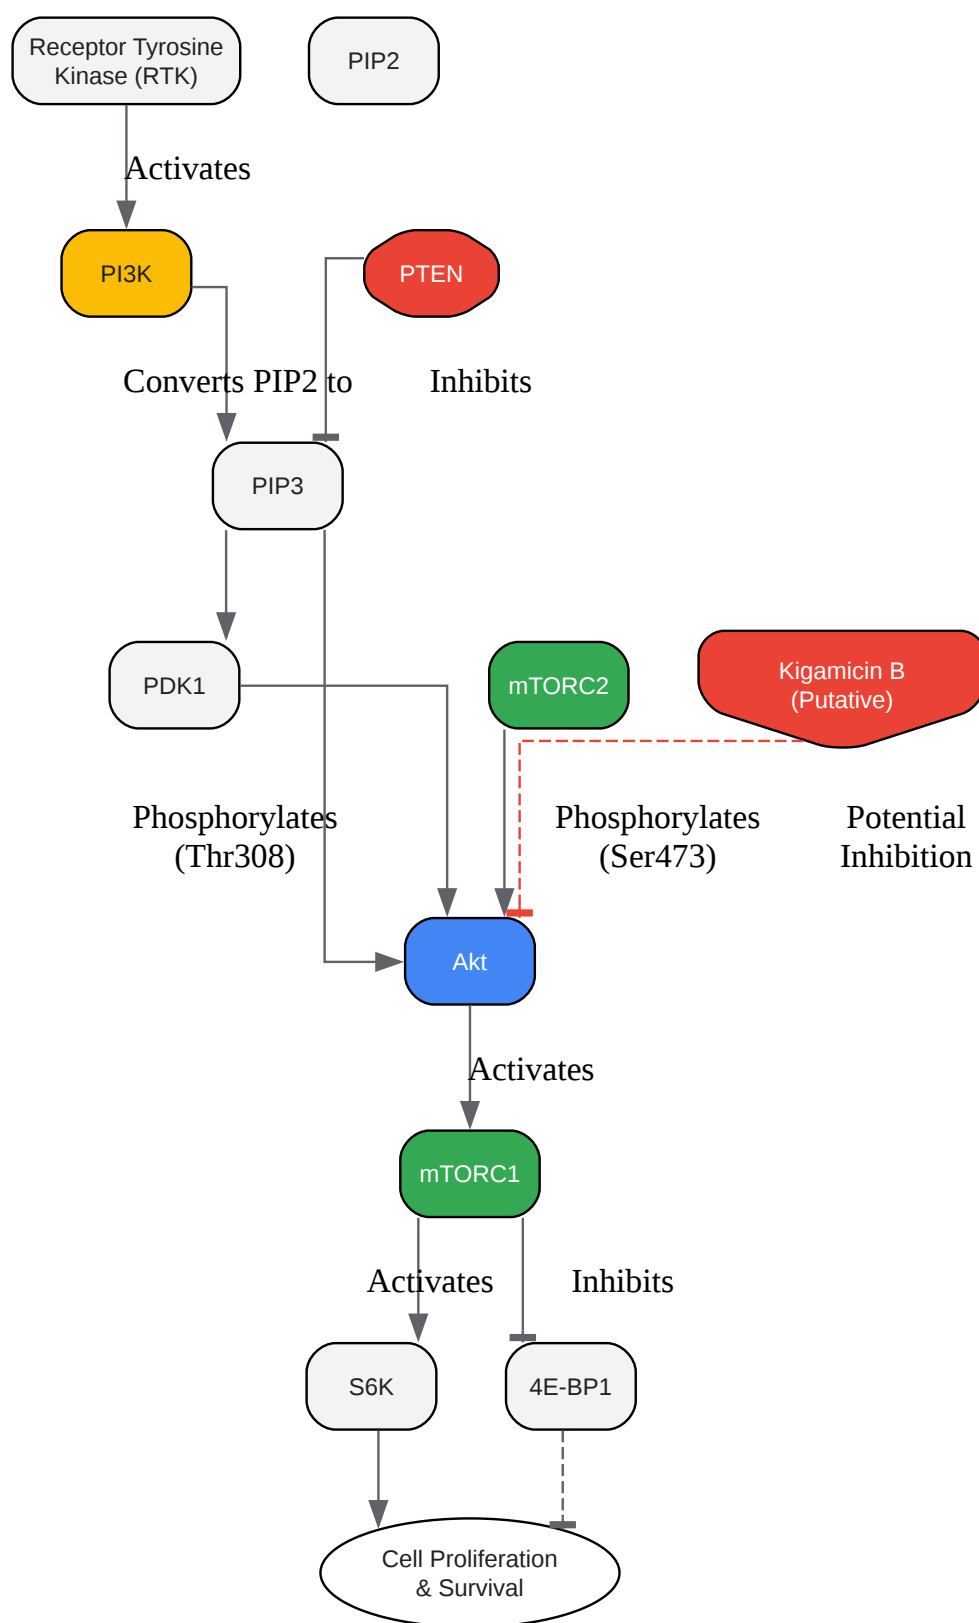 Receptor Tyrosine
Kinase (RTK)
PIP2
Activates
PI3K
PTEN
Converts PIP2 to
Inhibits
PIP3
PDK1
mTORC2
Kigamicin B
(Putative)
Phosphorylates
(Thr308)
Phosphorylates
(Ser473)
Potential
Inhibition
Akt
Activates
mTORC1
Activates
Inhibits
S6K
4E-BP1
Cell Proliferation
& Survival